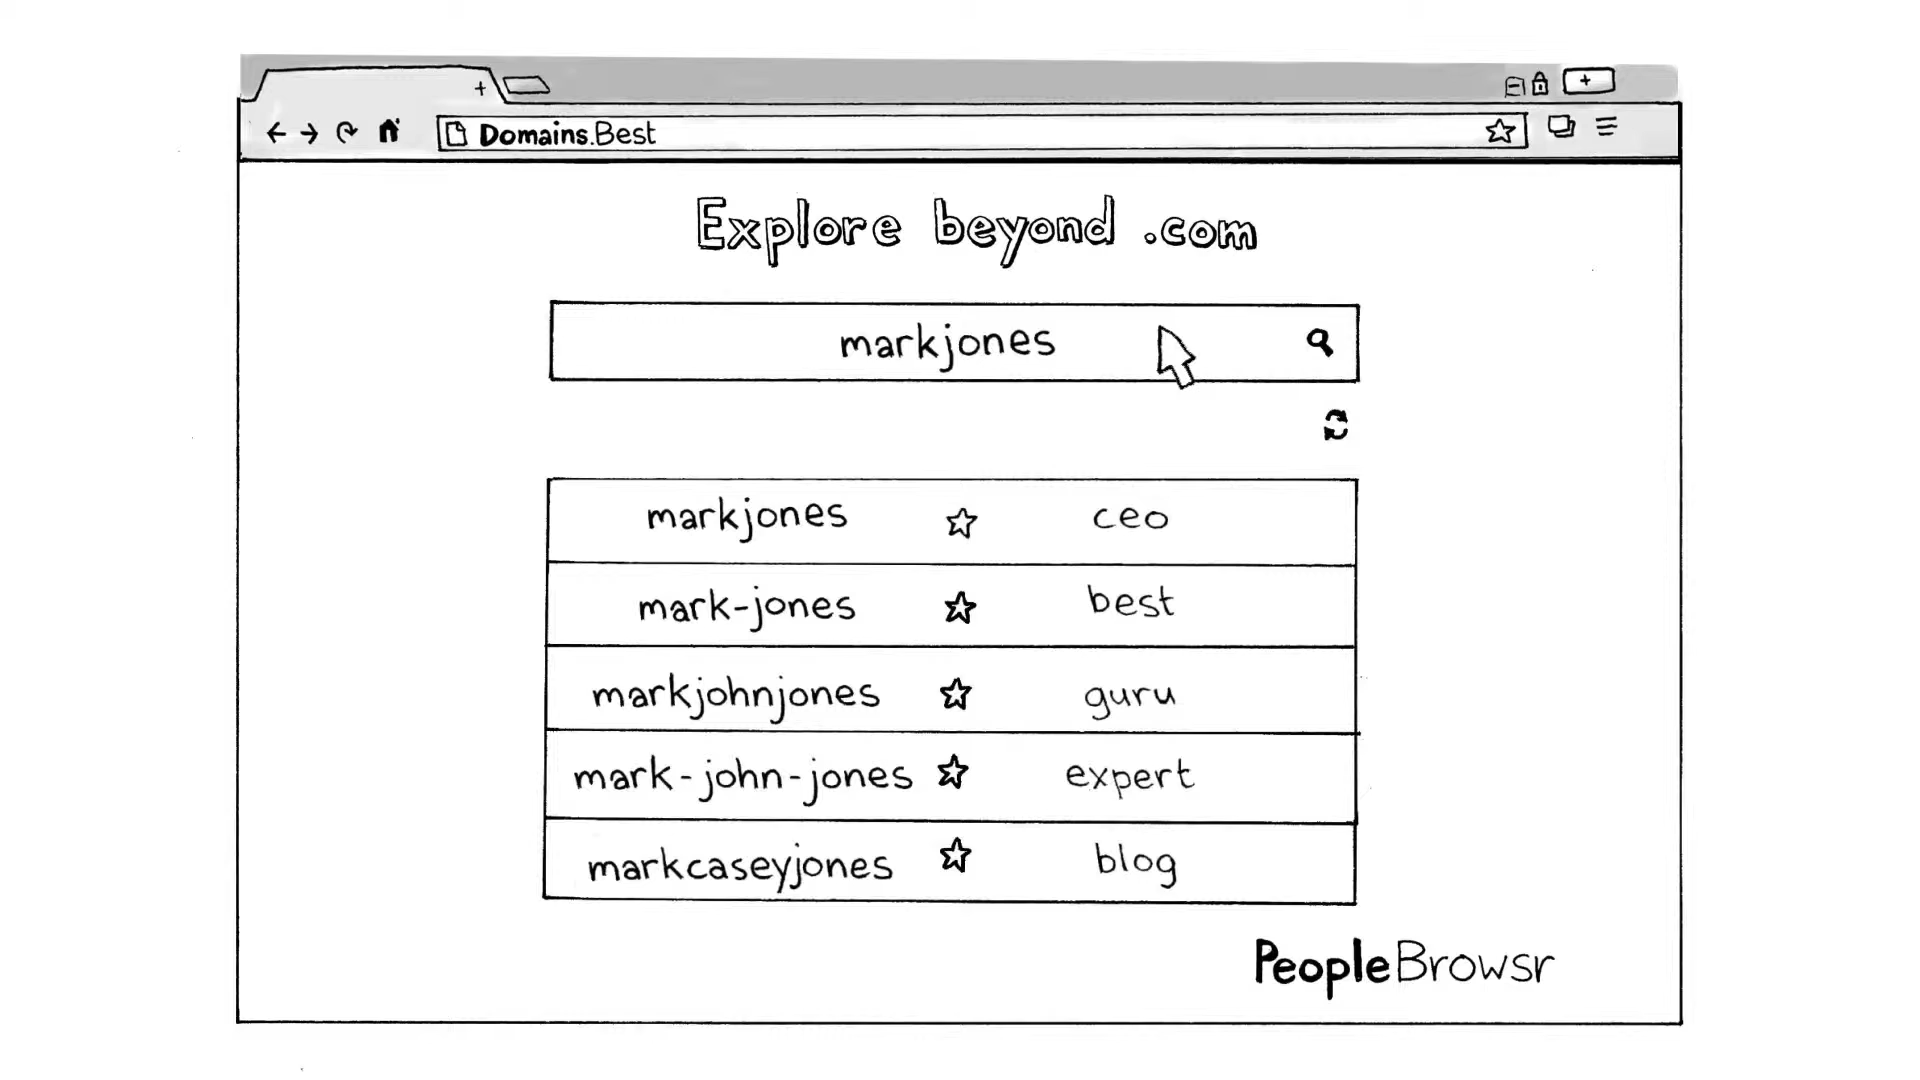 Domains.Best
Explore beyond .com
markjones
markjones ceo
mark-jones best
markjohnjones guru
mark-john-jones expert
markcaseyjones blog
PeopleBrowsr